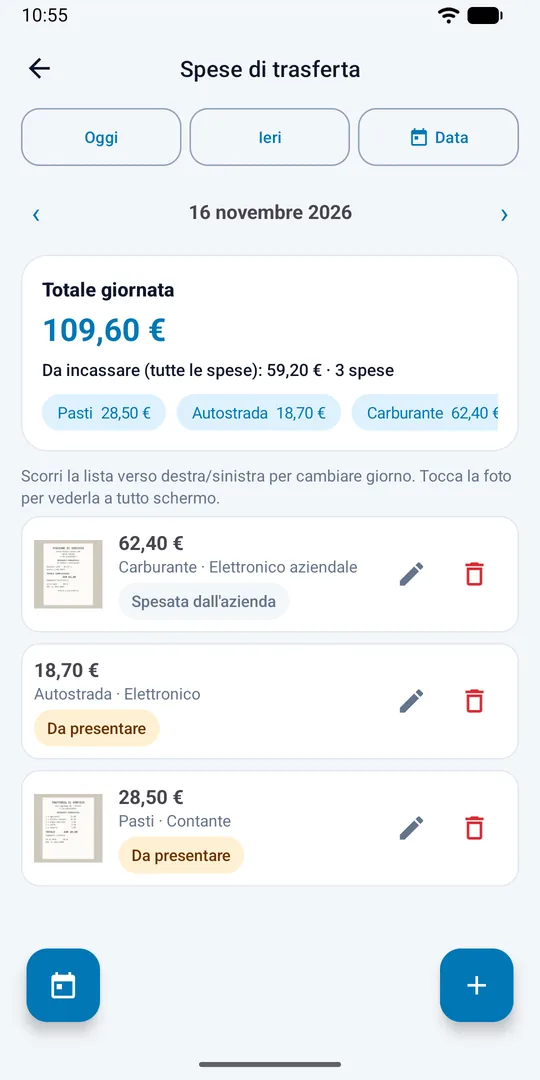 10:55
Spese di trasferta
Oggi
Ieri
Data
‹ 16 novembre 2026 ›
Totale giornata
109,60 €
Da incassare (tutte le spese): 59,20 € · 3 spese
Pasti 28,50 €
Autostrada 18,70 €
Carburante 62,40 €
Scorri la lista verso destra/sinistra per cambiare giorno. Tocca la foto
per vederla a tutto schermo.
62,40 €
Carburante · Elettronico aziendale
Spesata dall'azienda
18,70 €
Autostrada · Elettronico
Da presentare
28,50 €
Pasti · Contante
Da presentare